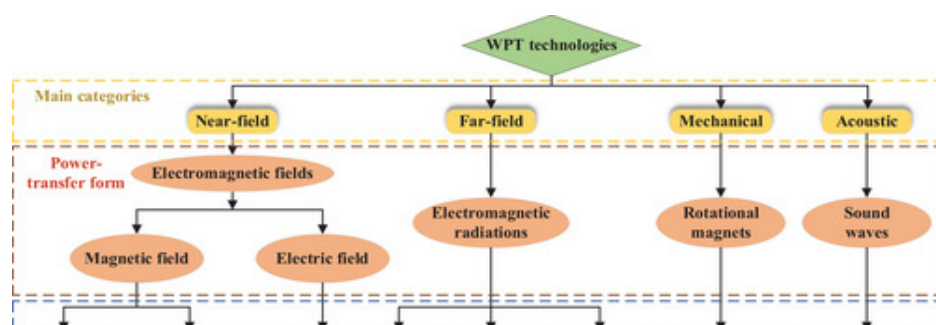 WPT technologies
Main categories
Near-field
Far-field
Mechanical
Acoustic
Power-
transfer form
Electromagnetic fields
Electromagnetic
radiations
Rotational
magnets
Sound
waves
Magnetic field
Electric field